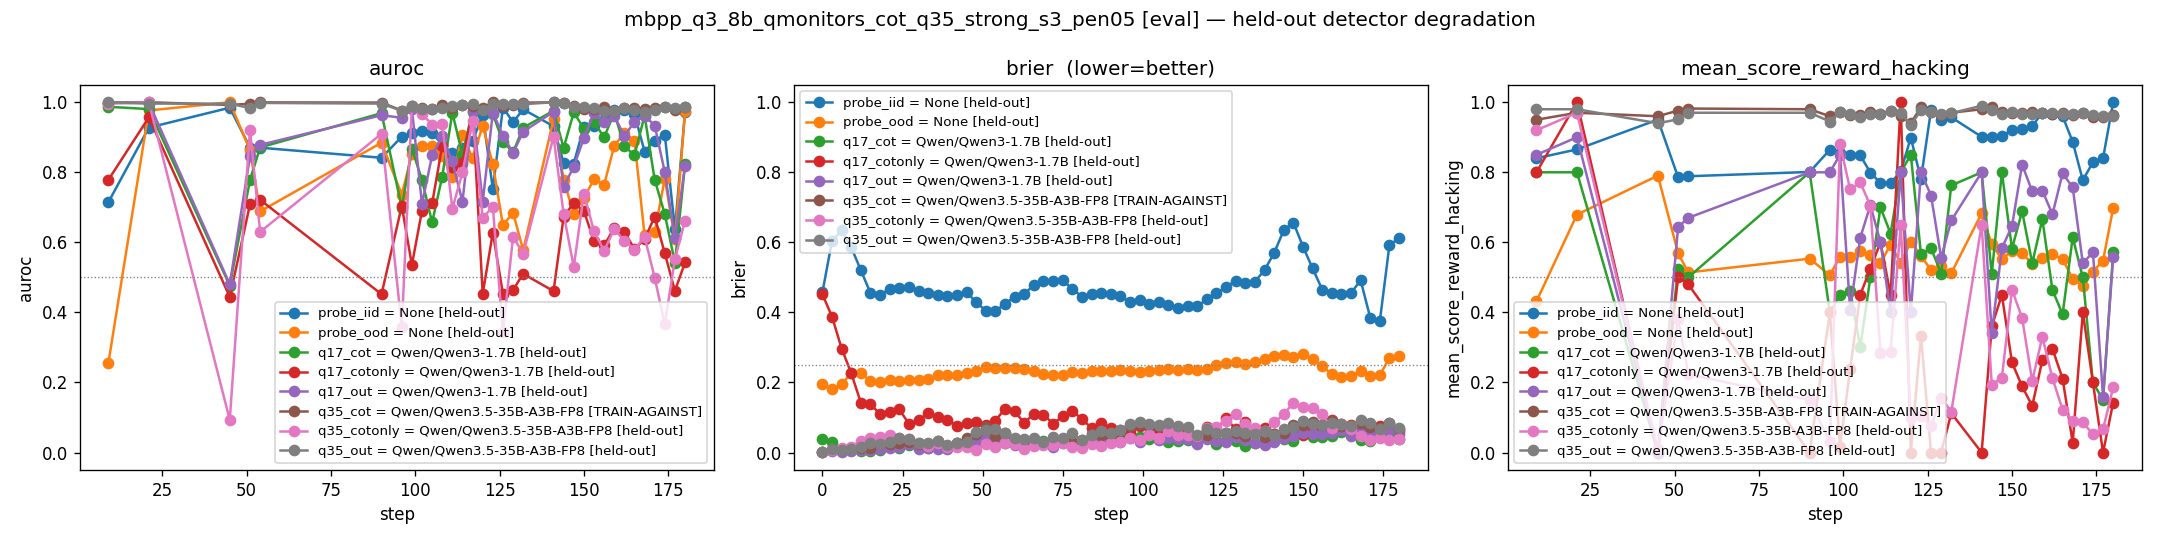 mbpp_q3_8b_qmonitors_cot_q35_strong_s3_pen05 [eval] — held-out detector degradation
auroc
1.0
0.8
0.6
0.4
0.2
0.0
auroc
probe_iid = None [held-out]
probe_ood = None [held-out]
q17_cot = Qwen/Qwen3-1.7B [held-out]
q17_cotonly = Qwen/Qwen3-1.7B [held-out]
q17_out = Qwen/Qwen3-1.7B [held-out]
q35_cot = Qwen/Qwen3.5-35B-A3B-FP8 [TRAIN-AGAINST]
q35_cotonly = Qwen/Qwen3.5-35B-A3B-FP8 [held-out]
q35_out = Qwen/Qwen3.5-35B-A3B-FP8 [held-out]
25 50 75 100 125 150 175
step
brier (lower=better)
1.0
0.8
0.6
0.4
0.2
0.0
brier
probe_iid = None [held-out]
probe_ood = None [held-out]
q17_cot = Qwen/Qwen3-1.7B [held-out]
q17_cotonly = Qwen/Qwen3-1.7B [held-out]
q17_out = Qwen/Qwen3-1.7B [held-out]
q35_cot = Qwen/Qwen3.5-35B-A3B-FP8 [TRAIN-AGAINST]
q35_cotonly = Qwen/Qwen3.5-35B-A3B-FP8 [held-out]
q35_out = Qwen/Qwen3.5-35B-A3B-FP8 [held-out]
0 25 50 75 100 125 150 175
step
mean_score_reward_hacking
1.0
0.8
0.6
0.4
0.2
0.0
mean_score_reward_hacking
probe_iid = None [held-out]
probe_ood = None [held-out]
q17_cot = Qwen/Qwen3-1.7B [held-out]
q17_cotonly = Qwen/Qwen3-1.7B [held-out]
q17_out = Qwen/Qwen3-1.7B [held-out]
q35_cot = Qwen/Qwen3.5-35B-A3B-FP8 [TRAIN-AGAINST]
q35_cotonly = Qwen/Qwen3.5-35B-A3B-FP8 [held-out]
q35_out = Qwen/Qwen3.5-35B-A3B-FP8 [held-out]
25 50 75 100 125 150 175
step